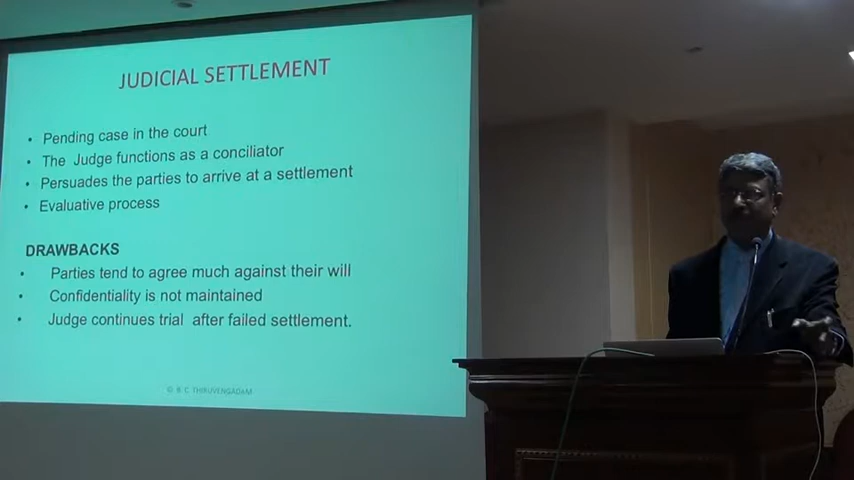 JUDICIAL SETTLEMENT
• Pending case in the court
• The Judge functions as a conciliator
• Persuades the parties to arrive at a settlement
• Evaluative process
DRAWBACKS
• Parties tend to agree much against their will
• Confidentiality is not maintained
• Judge continues trial after failed settlement.
© B C THIRUVENGADAM